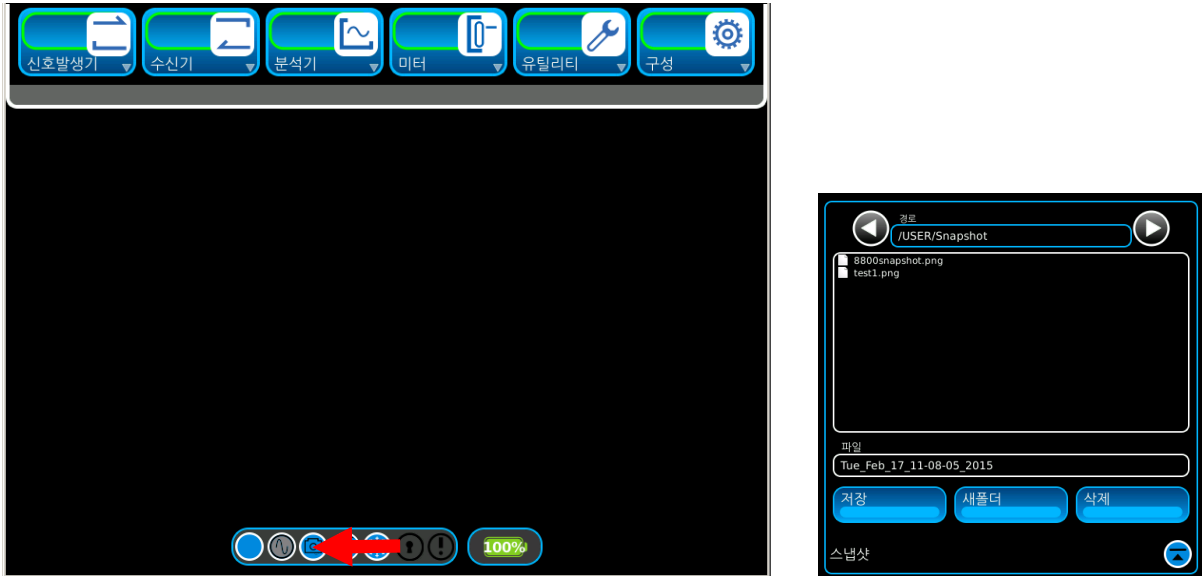 신호발생기
수신기
분석기
미터
유틸리티
구성
100%
경로
/USER/Snapshot
8800snapshot.png
test1.png
파일
Tue_Feb_17_11-08-05_2015
저장
새폴더
삭제
스냅샷